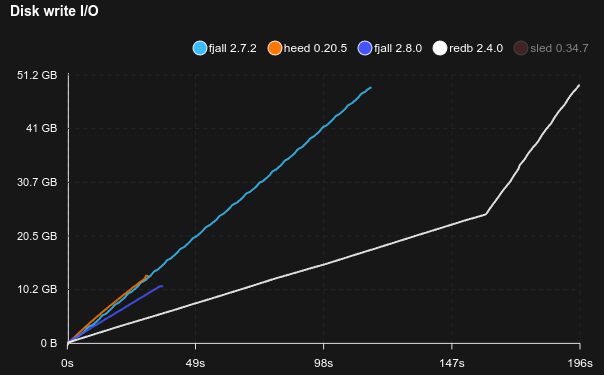 Disk write I/O
fjall 2.7.2 heed 0.20.5 fjall 2.8.0 redb 2.4.0 sled 0.34.7
51.2 GB
41 GB
30.7 GB
20.5 GB
10.2 GB
0 B
0s 49s 98s 147s 196s